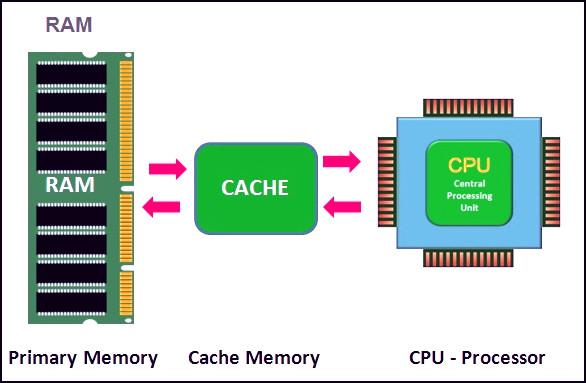 RAM
RAM
CACHE
CPU
Central
Processing
Unit
Primary Memory
Cache Memory
CPU - Processor